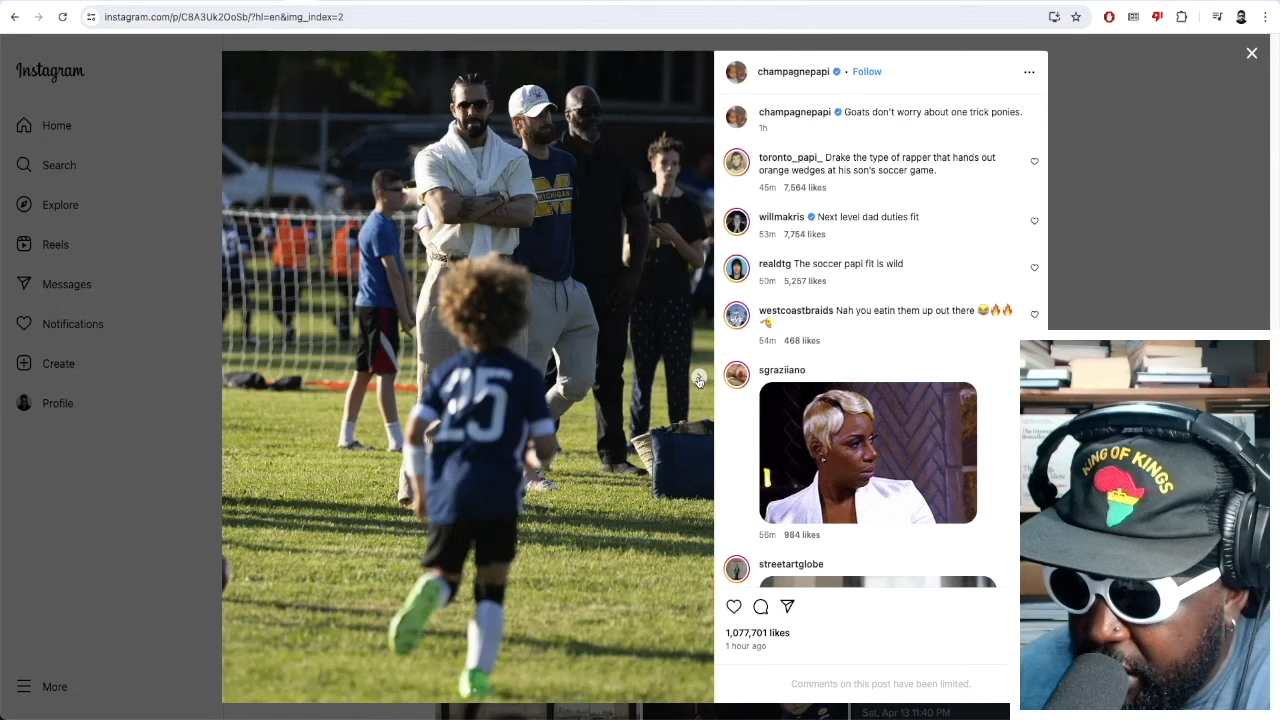 instagram.com/p/C8A3Uk2OoSb/?hl=en&img_index=2
Instagram
Home
Search
Explore
Reels
Messages
Notifications
Create
Profile
More
MICHIGAN
25
champagnepapi • Follow
champagnepapi Goats don't worry about one trick ponies.
1h
toronto_papi_ Drake the type of rapper that hands out
orange wedges at his son's soccer game.
45m 7,564 likes
willmakris Next level dad duties fit
53m 7,754 likes
realdtg The soccer papi fit is wild
50m 5,257 likes
westcoastbraids Nah you eatin them up out there 😂🔥🔥
54m 468 likes
sgraziiano
56m 984 likes
streetartglobe
1,077,701 likes
1 hour ago
Comments on this post have been limited.
Sat, Apr 13 11:40 PM
KING OF KINGS